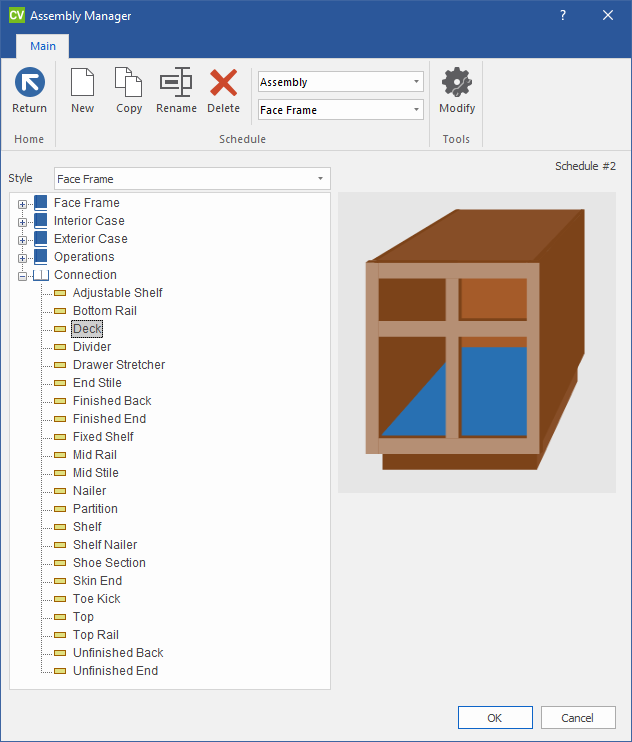 CV Assembly Manager ?
Main
Return New Copy Rename Delete Assembly Face Frame Modify
Home Schedule Tools
Schedule #2
Style Face Frame
Face Frame
Interior Case
Exterior Case
Operations
Connection
Adjustable Shelf
Bottom Rail
Deck
Divider
Drawer Stretcher
End Stile
Finished Back
Finished End
Fixed Shelf
Mid Rail
Mid Stile
Nailer
Partition
Shelf
Shelf Nailer
Shoe Section
Skin End
Toe Kick
Top
Top Rail
Unfinished Back
Unfinished End
OK Cancel